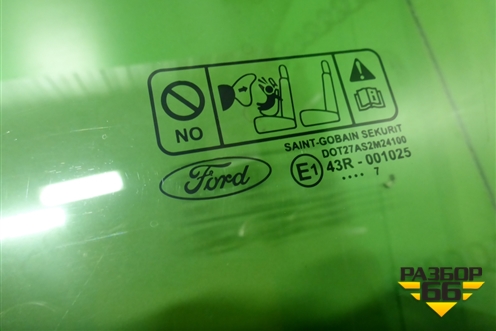 NO
SAINT-GOBAIN SEKURIT
DOT27AS2M24100
Ford
E1 43R - 001025
.... 7
РАЗБОР
66